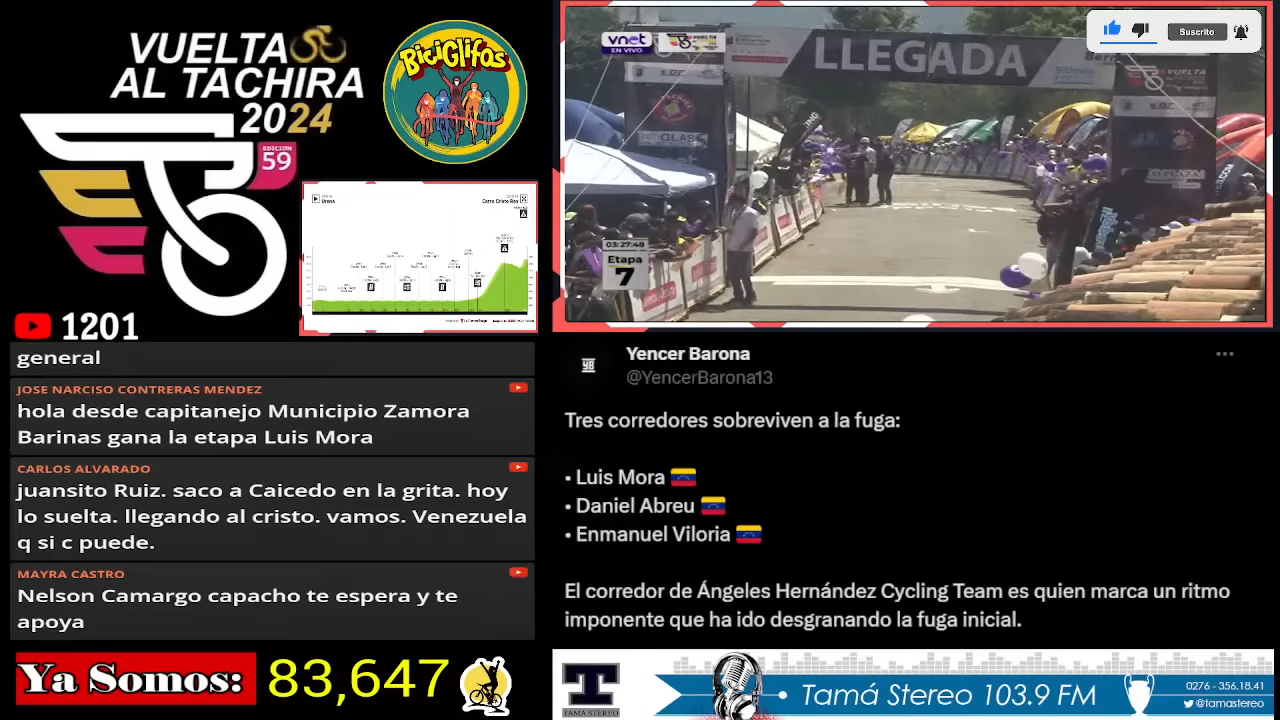 VUELTA
AL TACHIRA
2024
EDICION
59
BiciGlifos
Urena
Cerro Cristo Rey
1201
general
JOSE NARCISO CONTRERAS MENDEZ
hola desde capitanejo Municipio Zamora
Barinas gana la etapa Luis Mora
CARLOS ALVARADO
juansito Ruiz. saco a Caicedo en la grita. hoy
lo suelta. llegando al cristo. vamos. Venezuela
q s c puede.
MAYRA CASTRO
Nelson Camargo capacho te espera y te
apoya
Ya Somos: 83,647
vnet
EN VIVO
LLEGADA
Suscrito
VUELTA
03:27:48
Etapa
7
Yencer Barona
@YencerBarona13
Tres corredores sobreviven a la fuga:
• Luis Mora 🇻🇪
• Daniel Abreu 🇻🇪
• Enmanuel Viloria 🇻🇪
El corredor de Ángeles Hernández Cycling Team es quien marca un ritmo
imponente que ha ido desgranando la fuga inicial.
T
TAMA STEREO
Tamá Stereo 103.9 FM
0276 - 356.18.41
@tamastereo